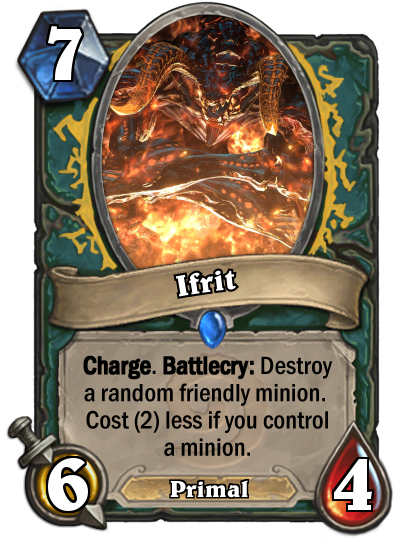 7
Ifrit
Charge. Battlecry: Destroy
a random friendly minion.
Cost (2) less if you control
a minion.
6
Primal
4